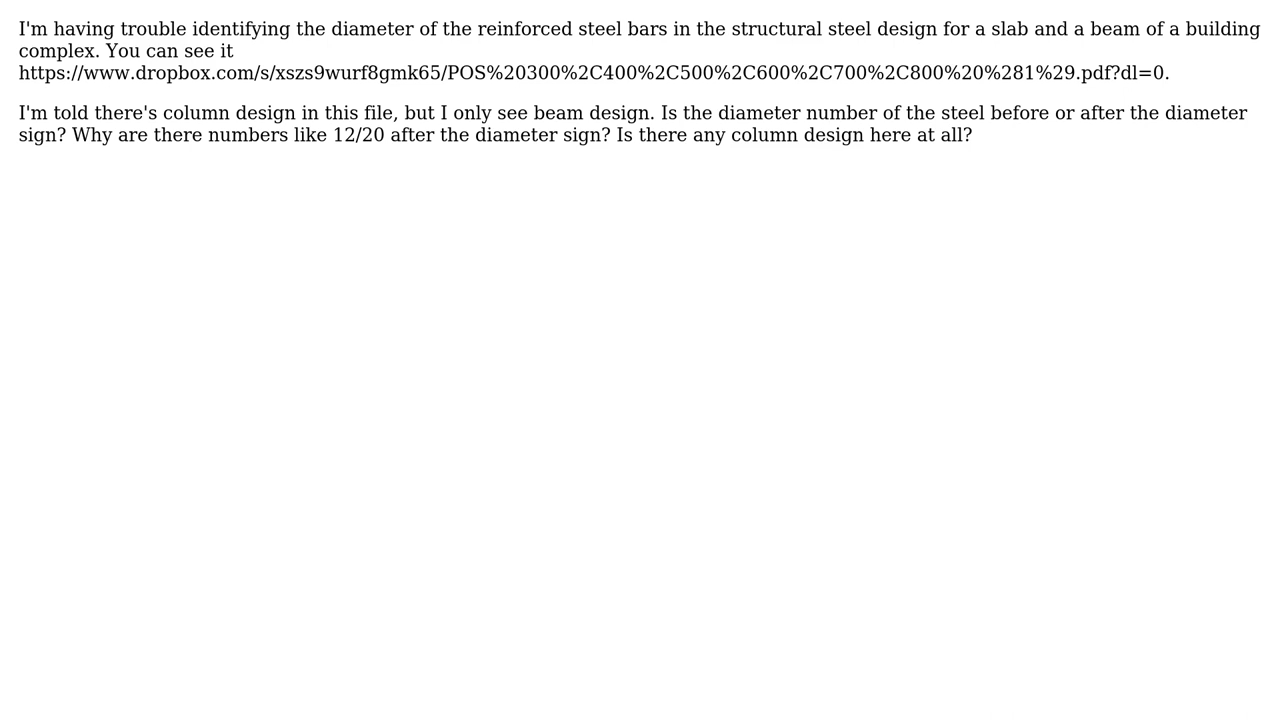 I'm having trouble identifying the diameter of the reinforced steel bars in the structural steel design for a slab and a beam of a building
complex. You can see it
https://www.dropbox.com/s/xszs9wurf8gmk65/POS%20300%2C400%2C500%2C600%2C700%2C800%20%281%29.pdf?dl=0.
I'm told there's column design in this file, but I only see beam design. Is the diameter number of the steel before or after the diameter
sign? Why are there numbers like 12/20 after the diameter sign? Is there any column design here at all?